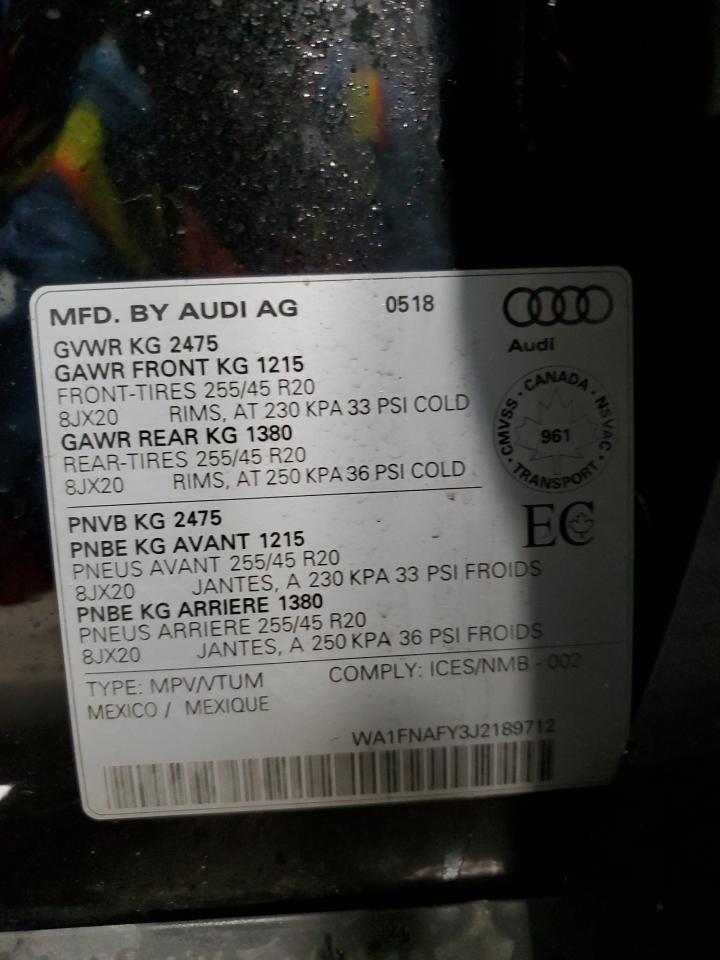 MFD. BY AUDI AG 0518
Audi
GVWR KG 2475
GAWR FRONT KG 1215
FRONT-TIRES 255/45 R20
8JX20 RIMS, AT 230 KPA 33 PSI COLD
GAWR REAR KG 1380
REAR-TIRES 255/45 R20
8JX20 RIMS, AT 250 KPA 36 PSI COLD
· CANADA · NSVAC · TRANSPORT · CMVSS
961
EC
PNVB KG 2475
PNBE KG AVANT 1215
PNEUS AVANT 255/45 R20
8JX20 JANTES, A 230 KPA 33 PSI FROIDS
PNBE KG ARRIERE 1380
PNEUS ARRIERE 255/45 R20
8JX20 JANTES, A 250 KPA 36 PSI FROIDS
TYPE: MPV/VTUM COMPLY: ICES/NMB - 002
MEXICO / MEXIQUE
WA1FNAFY3J2189712